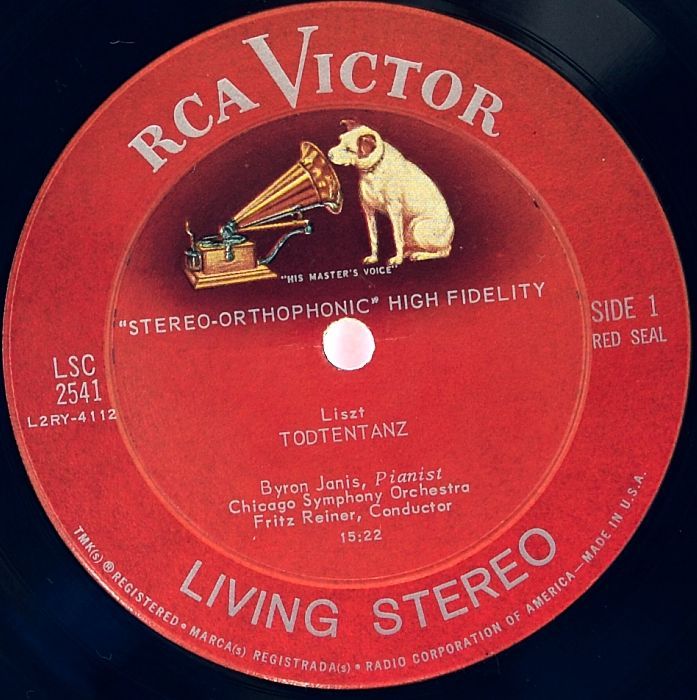 RCA VICTOR
"HIS MASTER'S VOICE"
"STEREO-ORTHOPHONIC" HIGH FIDELITY
SIDE 1
RED SEAL
LSC
2541
L2RY-4112
Liszt
TODTENTANZ
Byron Janis, Pianist
Chicago Symphony Orchestra
Fritz Reiner, Conductor
15:22
LIVING STEREO
TMK(s) ® REGISTERED • MARCA(s) REGISTRADA(s) • RADIO CORPORATION OF AMERICA—MADE IN U.S.A.